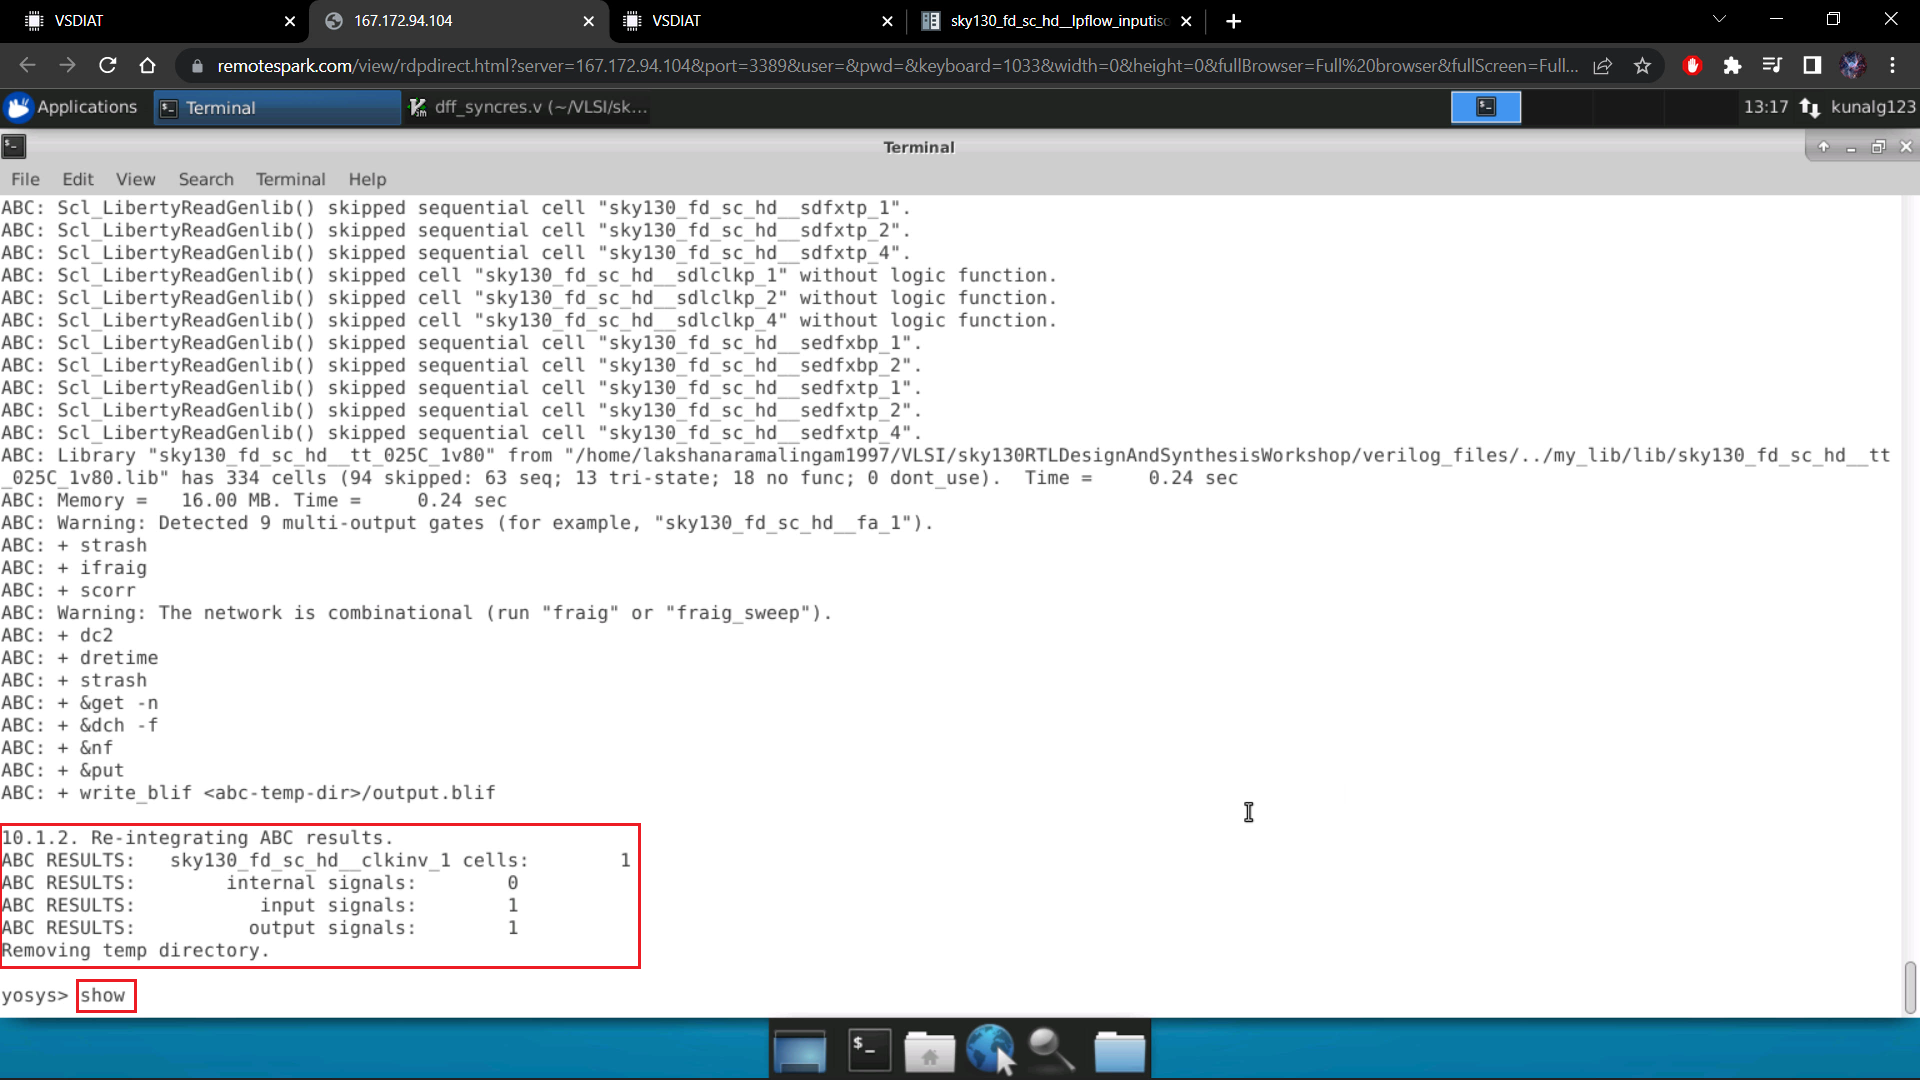 VSDIAT
167.172.94.104
VSDIAT
sky130_fd_sc_hd__lpflow_inputiso
remotespark.com/view/rdpdirect.html?server=167.172.94.104&port=3389&user=&pwd=&keyboard=1033&width=0&height=0&fullBrowser=Full%20browser&fullScreen=Full...
Applications
Terminal
dff_syncres.v (~/VLSI/sk...
13:17
kunalg123
Terminal
File Edit View Search Terminal Help
ABC: Scl_LibertyReadGenlib() skipped sequential cell "sky130_fd_sc_hd__sdfxtp_1".
ABC: Scl_LibertyReadGenlib() skipped sequential cell "sky130_fd_sc_hd__sdfxtp_2".
ABC: Scl_LibertyReadGenlib() skipped sequential cell "sky130_fd_sc_hd__sdfxtp_4".
ABC: Scl_LibertyReadGenlib() skipped cell "sky130_fd_sc_hd__sdlclkp_1" without logic function.
ABC: Scl_LibertyReadGenlib() skipped cell "sky130_fd_sc_hd__sdlclkp_2" without logic function.
ABC: Scl_LibertyReadGenlib() skipped cell "sky130_fd_sc_hd__sdlclkp_4" without logic function.
ABC: Scl_LibertyReadGenlib() skipped sequential cell "sky130_fd_sc_hd__sedfxbp_1".
ABC: Scl_LibertyReadGenlib() skipped sequential cell "sky130_fd_sc_hd__sedfxbp_2".
ABC: Scl_LibertyReadGenlib() skipped sequential cell "sky130_fd_sc_hd__sedfxtp_1".
ABC: Scl_LibertyReadGenlib() skipped sequential cell "sky130_fd_sc_hd__sedfxtp_2".
ABC: Scl_LibertyReadGenlib() skipped sequential cell "sky130_fd_sc_hd__sedfxtp_4".
ABC: Library "sky130_fd_sc_hd__tt_025C_1v80" from "/home/lakshanaramalingam1997/VLSI/sky130RTLDesignAndSynthesisWorkshop/verilog_files/../my_lib/lib/sky130_fd_sc_hd__tt
_025C_1v80.lib" has 334 cells (94 skipped: 63 seq; 13 tri-state; 18 no func; 0 dont_use).  Time =     0.24 sec
ABC: Memory =   16.00 MB. Time =     0.24 sec
ABC: Warning: Detected 9 multi-output gates (for example, "sky130_fd_sc_hd__fa_1").
ABC: + strash
ABC: + ifraig
ABC: + scorr
ABC: Warning: The network is combinational (run "fraig" or "fraig_sweep").
ABC: + dc2
ABC: + dretime
ABC: + strash
ABC: + &get -n
ABC: + &dch -f
ABC: + &nf
ABC: + &put
ABC: + write_blif <abc-temp-dir>/output.blif
10.1.2. Re-integrating ABC results.
ABC RESULTS:   sky130_fd_sc_hd__clkinv_1 cells:        1
ABC RESULTS:        internal signals:        0
ABC RESULTS:           input signals:        1
ABC RESULTS:          output signals:        1
Removing temp directory.
yosys> show